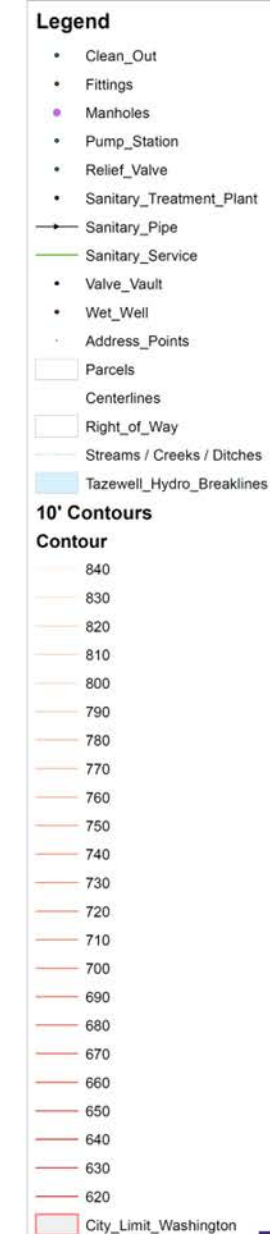 Legend
Clean_Out
Fittings
Manholes
Pump_Station
Relief_Valve
Sanitary_Treatment_Plant
Sanitary_Pipe
Sanitary_Service
Valve_Vault
Wet_Well
Address_Points
Parcels
Centerlines
Right_of_Way
Streams / Creeks / Ditches
Tazewell_Hydro_Breaklines
10' Contours
Contour
840
830
820
810
800
790
780
770
760
750
740
730
720
710
700
690
680
670
660
650
640
630
620
City_Limit_Washington